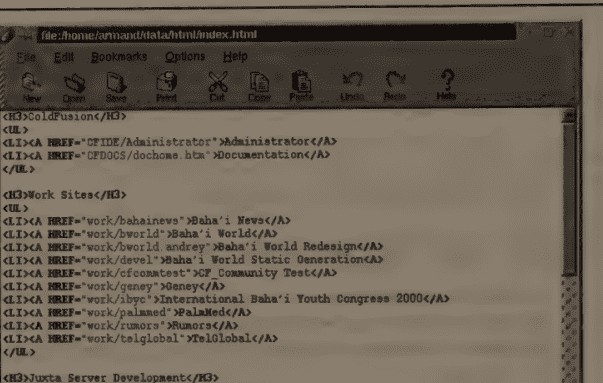 file:/home/armand/data/html/index.html
File Edit Bookmarks Options Help
New Open Save Print Cut Copy Paste Undo Redo Help
<H3>ColdFusion</H3>
<UL>
<LI><A HREF="CFIDE/Administrator">Administrator</A>
<LI><A HREF="CFDOCS/dochome.htm">Documentation</A>
</UL>
<H3>Work Sites</H3>
<UL>
<LI><A HREF="work/bahainews">Baha'i News</A>
<LI><A HREF="work/bworld">Baha'i World</A>
<LI><A HREF="work/bworld.andrey">Baha'i World Redesign</A>
<LI><A HREF="work/devel">Baha'i World Static Generation<A>
<LI><A HREF="work/cfcommtest">CF_Community Test</A>
<LI><A HREF="work/geney">Geney</A>
<LI><A HREF="work/ibyc">International Baha'i Youth Congress 2000</A>
<LI><A HREF="work/palmmed">PalmMed</A>
<LI><A HREF="work/rumors">Rumors</A>
<LI><A HREF="work/telglobal">TelGlobal</A>
</UL>
<H3>Juxta Server Development</H3>